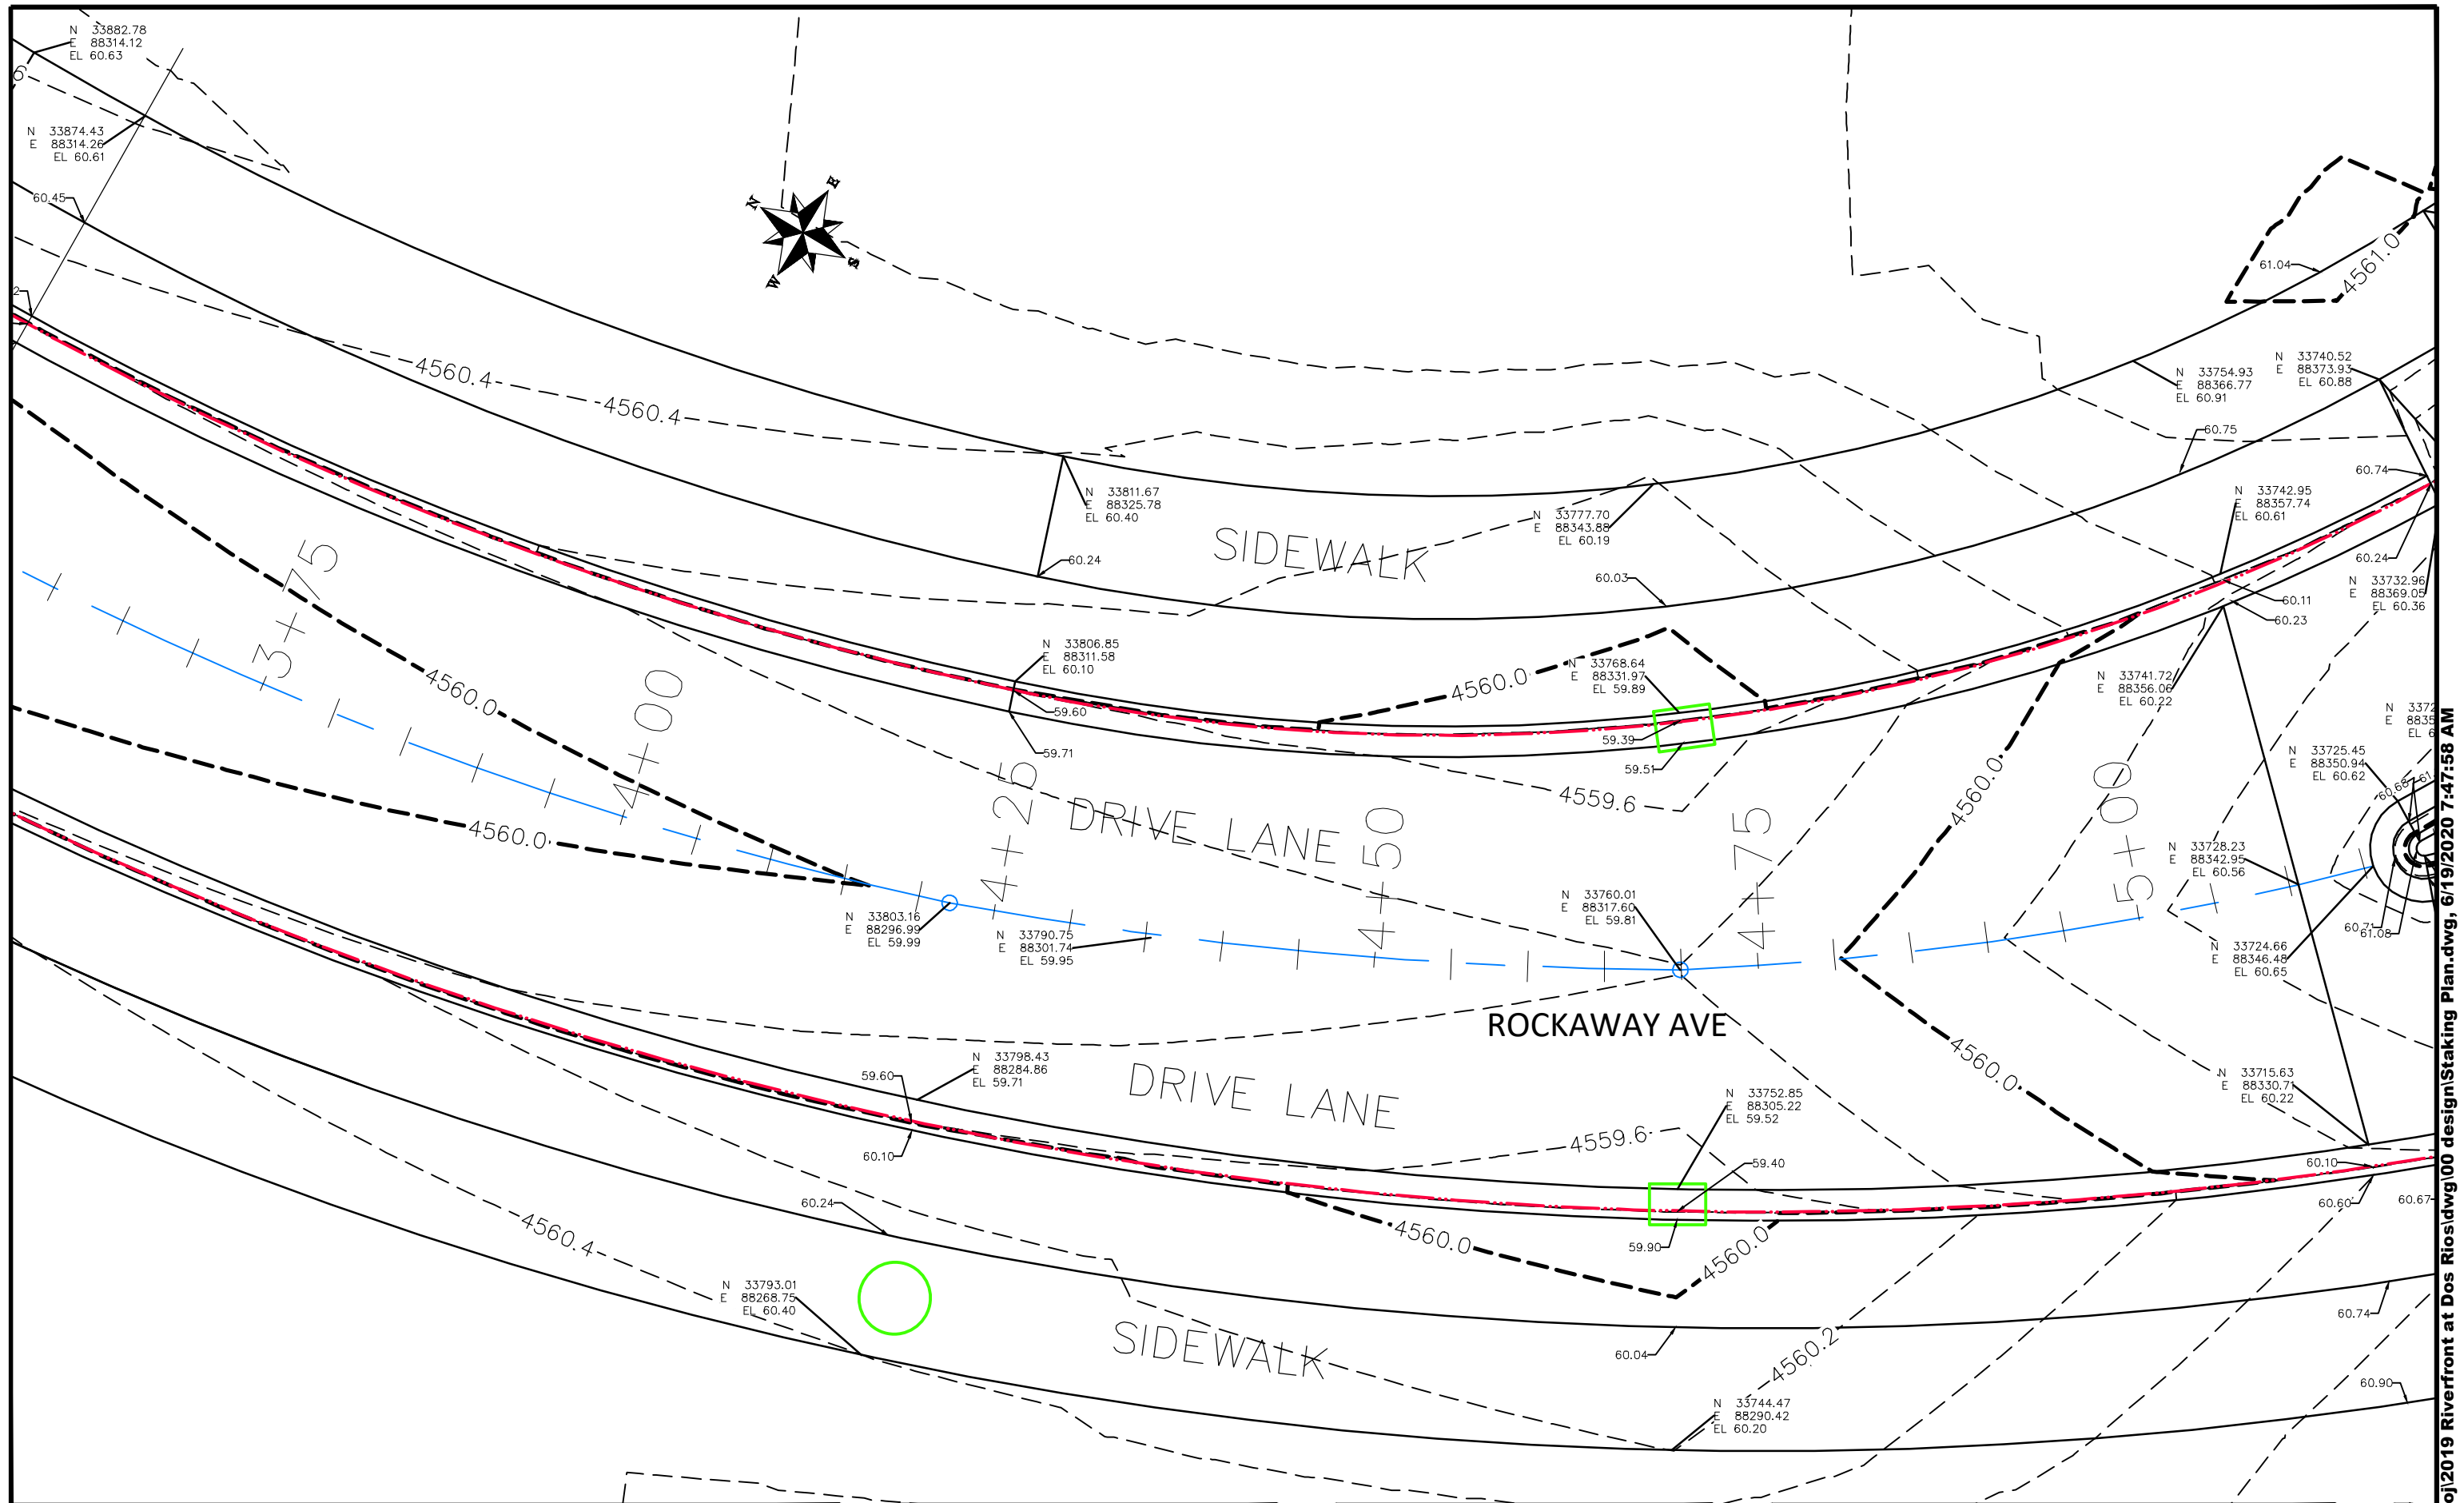 N 33882.78
E 88314.12
EL 60.63
N 33874.43
E 88314.26
EL 60.61
60.45
N
E
S
W
4561.0
61.04
4560.4
4560.4
N 33754.93
E 88366.77
EL 60.91
N 33740.52
E 88373.93
EL 60.88
60.75
60.74
N 33811.67
E 88325.78
EL 60.40
N 33777.70
E 88343.88
EL 60.19
N 33742.95
E 88357.74
EL 60.61
SIDEWALK
60.24
60.03
60.24
N 33732.96
E 88369.05
EL 60.36
60.11
60.23
3+75
4560.0
4+00
N 33806.85
E 88311.58
EL 60.10
59.60
59.71
4560.0
N 33768.64
E 88331.97
EL 59.89
59.39
59.51
N 33741.72
E 88356.06
EL 60.22
4560.0
N 33725.45
E 88350.94
EL 60.62
60.68
4559.6
4560.0
4+25
DRIVE LANE
4+50
4+75
5+00
N 33728.23
E 88342.95
EL 60.56
N 33803.16
E 88296.99
EL 59.99
N 33790.75
E 88301.74
EL 59.95
N 33760.01
E 88317.60
EL 59.81
60.71
61.08
N 33724.66
E 88346.48
EL 60.65
ROCKAWAY AVE
4560.0
59.60
N 33798.43
E 88284.86
EL 59.71
DRIVE LANE
N 33752.85
E 88305.22
EL 59.52
N 33715.63
E 88330.71
EL 60.22
4559.6
60.10
59.40
60.10
60.60
60.67
60.24
4560.4
4560.0
59.90
4560.0
N 33793.01
E 88268.75
EL 60.40
SIDEWALK
60.04
4560.2
60.74
60.90
N 33744.47
E 88290.42
EL 60.20
oj\2019 Riverfront at Dos Rios\dwg\00 design\Staking Plan.dwg, 6/19/2020 7:47:58 AM